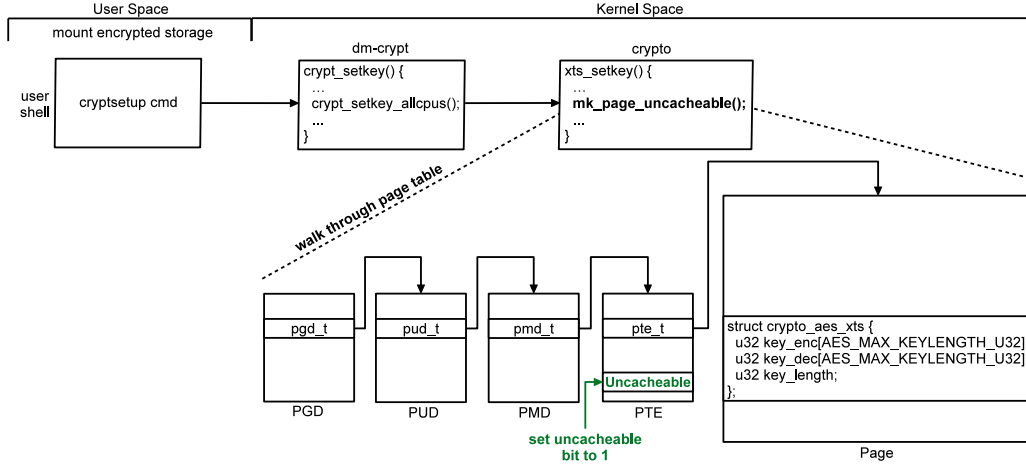 User Space
Kernel Space
mount encrypted storage
dm-crypt
crypto
user
shell
cryptsetup cmd
crypt_setkey() {
...
crypt_setkey_allcpus();
...
}
xts_setkey() {
...
mk_page_uncacheable();
...
}
walk through page table
pgd_t
pud_t
pmd_t
pte_t
Uncacheable
PGD
PUD
PMD
PTE
set uncacheable
bit to 1
struct crypto_aes_xts {
u32 key_enc[AES_MAX_KEYLENGTH_U32]
u32 key_dec[AES_MAX_KEYLENGTH_U32]
u32 key_length;
};
Page